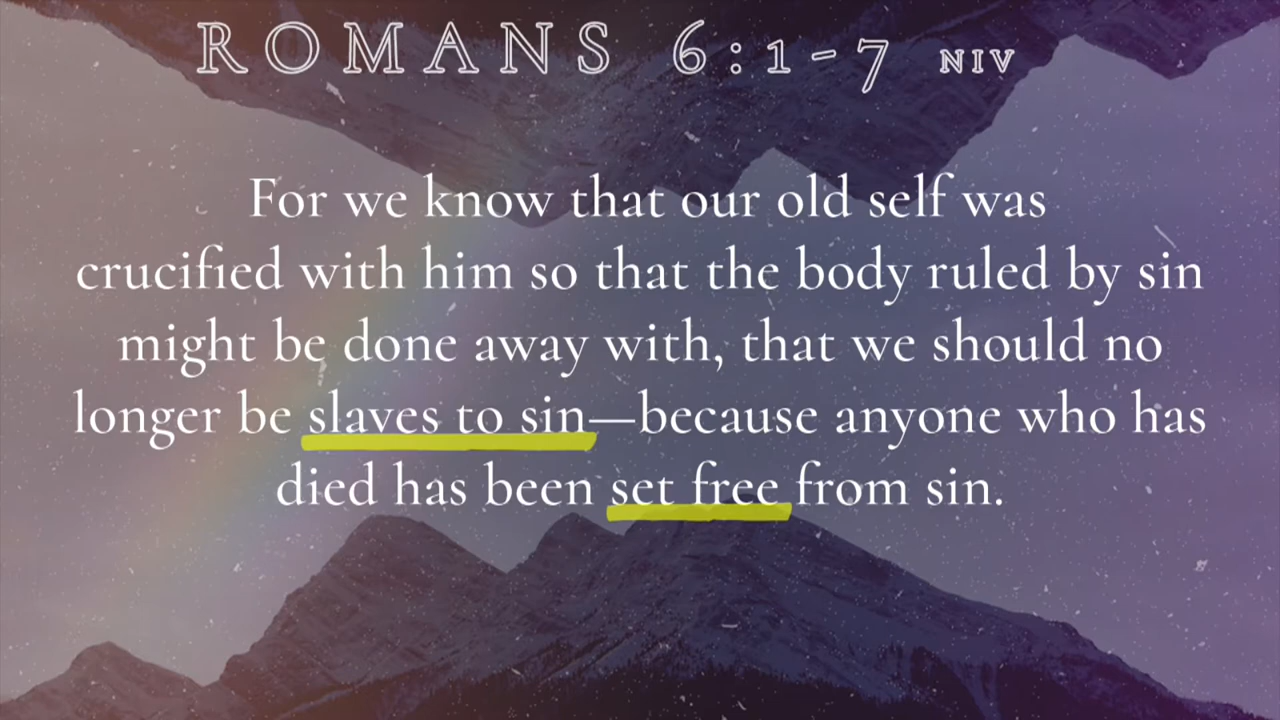 ROMANS 6:1-7 NIV
For we know that our old self was
crucified with him so that the body ruled by sin
might be done away with, that we should no
longer be slaves to sin—because anyone who has
died has been set free from sin.